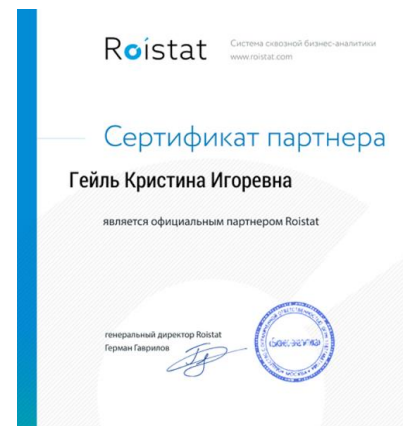 Roistat
Система сквозной бизнес-аналитики
www.roistat.com
Сертификат партнера
Гейль Кристина Игоревна
является официальным партнером Roistat
генеральный директор Roistat
Герман Гаврилов